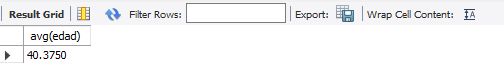 Result Grid Filter Rows: Export: Wrap Cell Content:
avg(edad)
40.3750